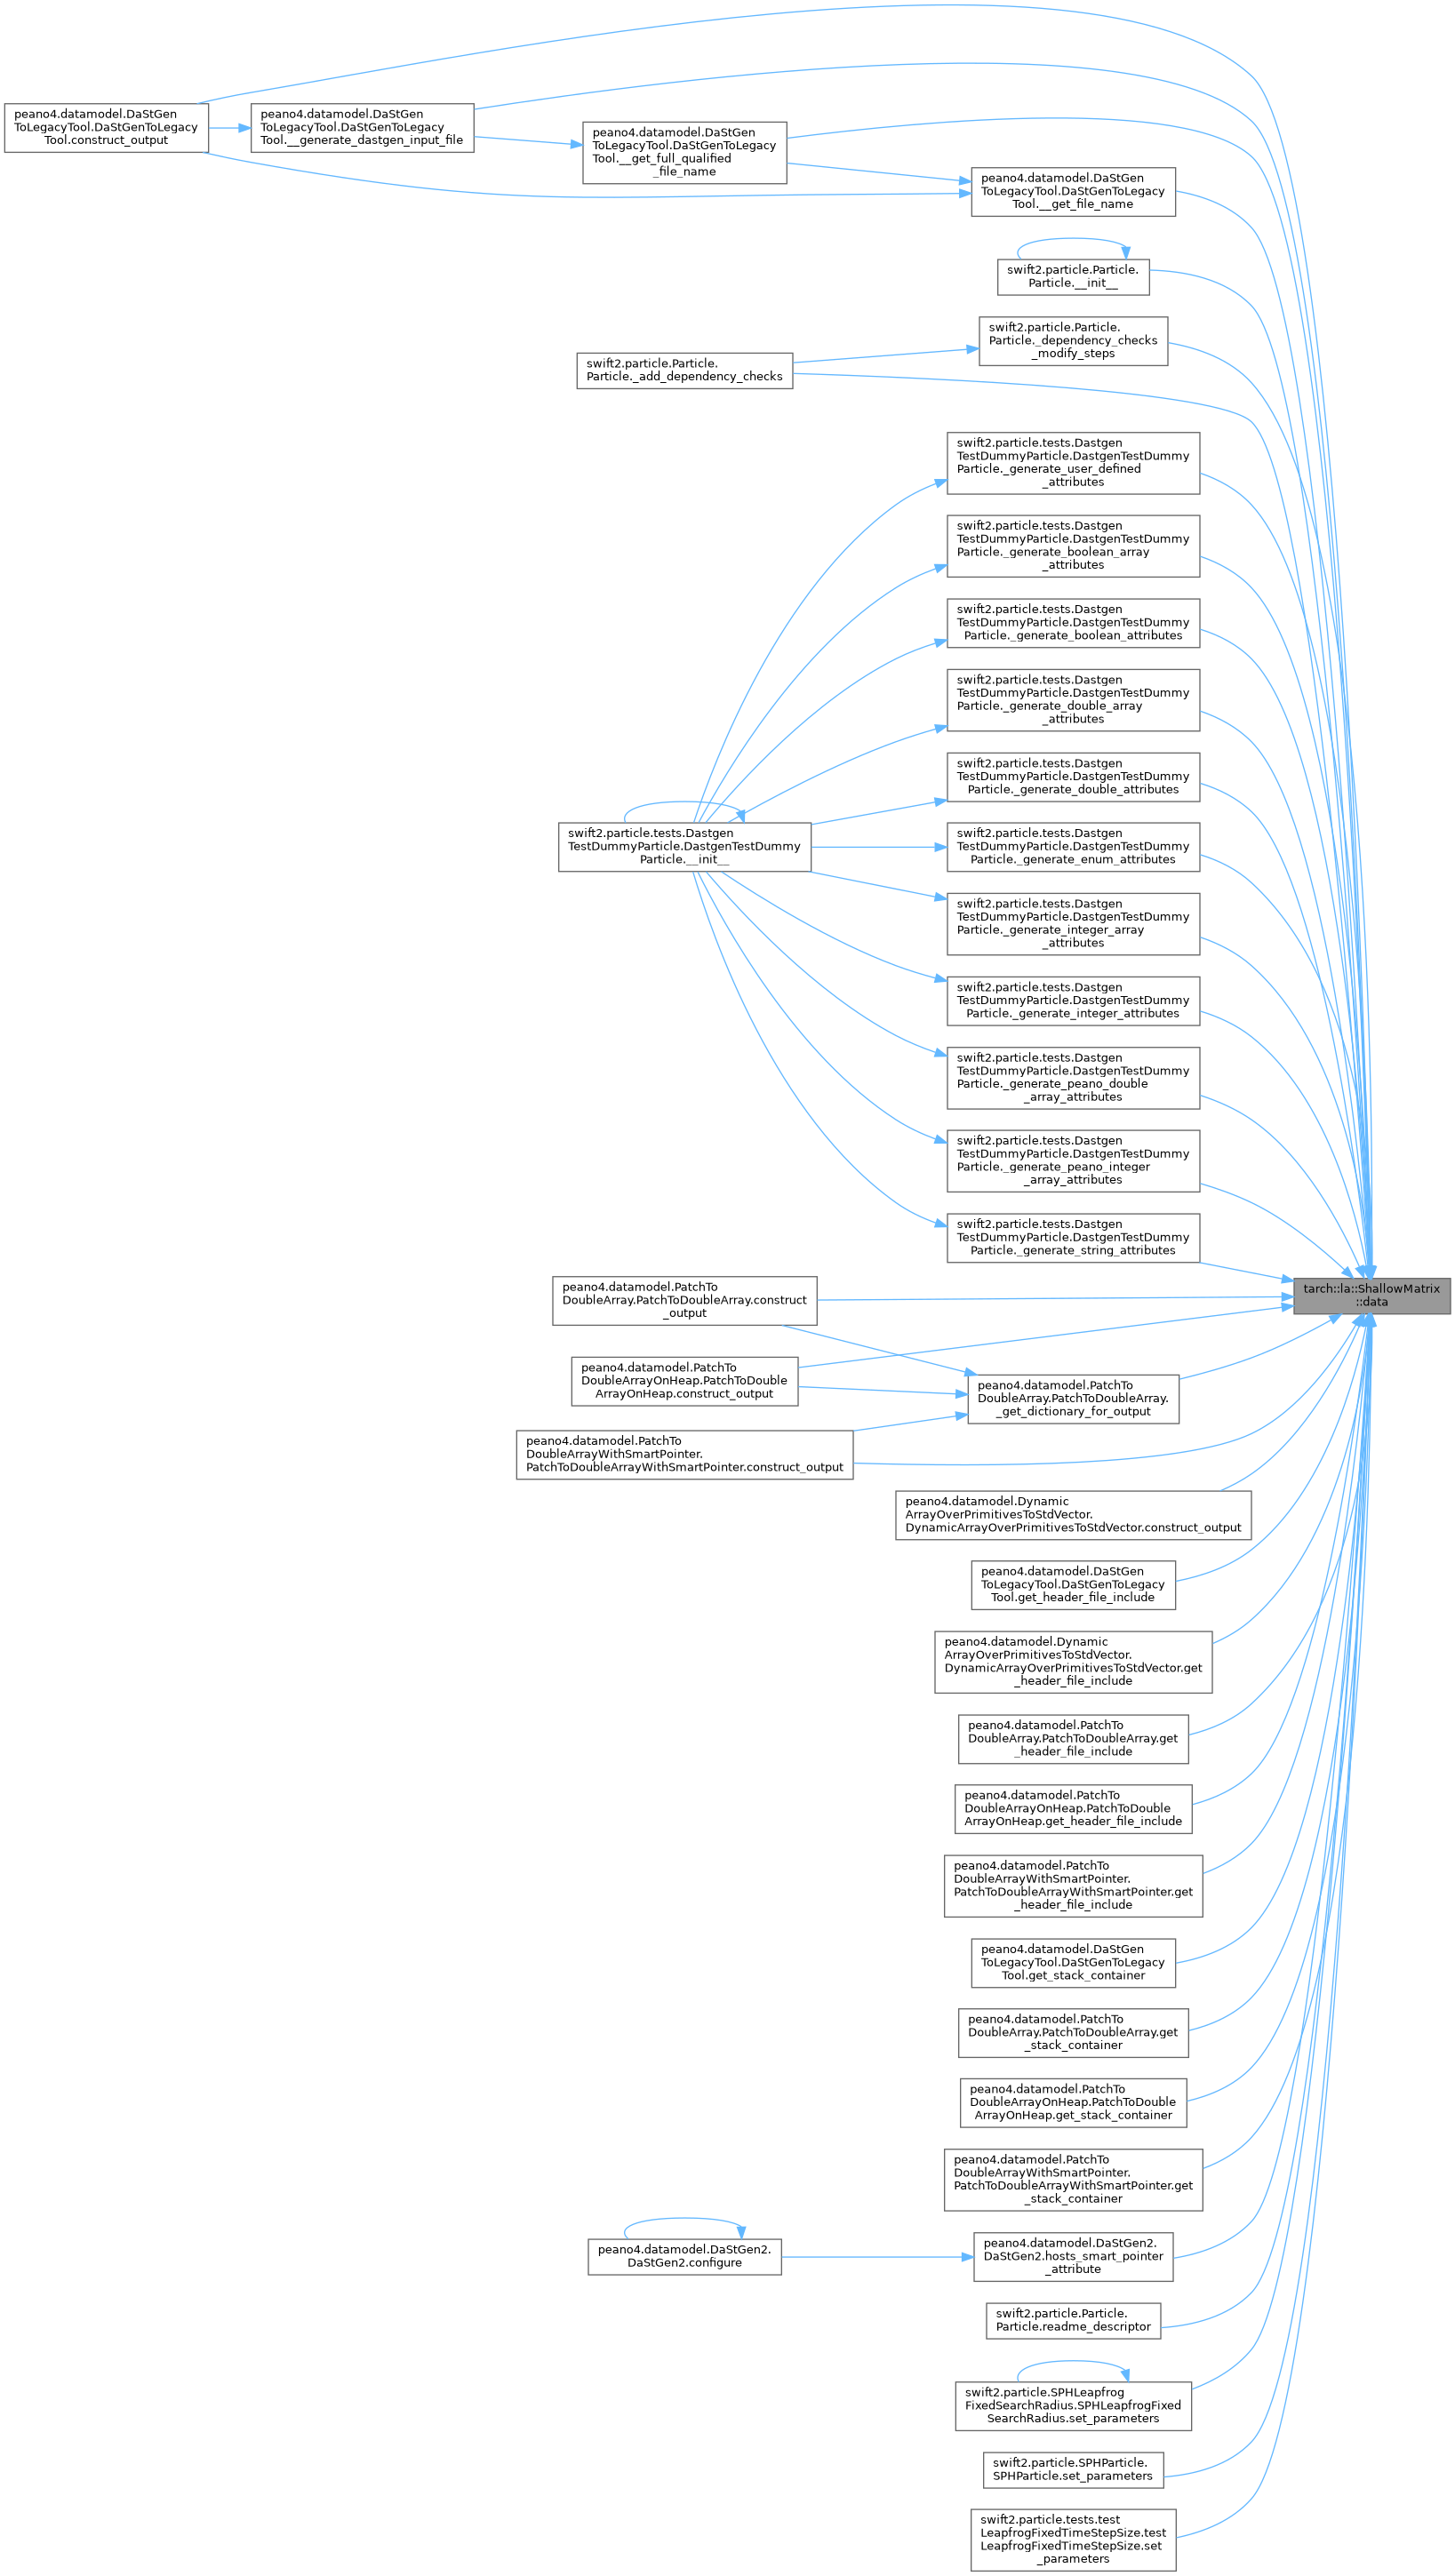 peano4.datamodel.DaStGen
ToLegacyTool.DaStGenToLegacy
Tool.construct_output
peano4.datamodel.DaStGen
ToLegacyTool.DaStGenToLegacy
Tool.__generate_dastgen_input_file
peano4.datamodel.DaStGen
ToLegacyTool.DaStGenToLegacy
Tool.__get_full_qualified
_file_name
peano4.datamodel.DaStGen
ToLegacyTool.DaStGenToLegacy
Tool.__get_file_name
swift2.particle.Particle.
Particle.__init__
swift2.particle.Particle.
Particle._dependency_checks
_modify_steps
swift2.particle.Particle.
Particle._add_dependency_checks
swift2.particle.tests.Dastgen
TestDummyParticle.DastgenTestDummy
Particle._generate_user_defined
_attributes
swift2.particle.tests.Dastgen
TestDummyParticle.DastgenTestDummy
Particle._generate_boolean_array
_attributes
swift2.particle.tests.Dastgen
TestDummyParticle.DastgenTestDummy
Particle._generate_boolean_attributes
swift2.particle.tests.Dastgen
TestDummyParticle.DastgenTestDummy
Particle._generate_double_array
_attributes
swift2.particle.tests.Dastgen
TestDummyParticle.DastgenTestDummy
Particle._generate_double_attributes
swift2.particle.tests.Dastgen
TestDummyParticle.DastgenTestDummy
Particle.__init__
swift2.particle.tests.Dastgen
TestDummyParticle.DastgenTestDummy
Particle._generate_enum_attributes
swift2.particle.tests.Dastgen
TestDummyParticle.DastgenTestDummy
Particle._generate_integer_array
_attributes
swift2.particle.tests.Dastgen
TestDummyParticle.DastgenTestDummy
Particle._generate_integer_attributes
swift2.particle.tests.Dastgen
TestDummyParticle.DastgenTestDummy
Particle._generate_peano_double
_array_attributes
swift2.particle.tests.Dastgen
TestDummyParticle.DastgenTestDummy
Particle._generate_peano_integer
_array_attributes
swift2.particle.tests.Dastgen
TestDummyParticle.DastgenTestDummy
Particle._generate_string_attributes
tarch::la::ShallowMatrix
::data
peano4.datamodel.PatchTo
DoubleArray.PatchToDoubleArray.construct
_output
peano4.datamodel.PatchTo
DoubleArrayOnHeap.PatchToDouble
ArrayOnHeap.construct_output
peano4.datamodel.PatchTo
DoubleArray.PatchToDoubleArray.
_get_dictionary_for_output
peano4.datamodel.PatchTo
DoubleArrayWithSmartPointer.
PatchToDoubleArrayWithSmartPointer.construct_output
peano4.datamodel.Dynamic
ArrayOverPrimitivesToStdVector.
DynamicArrayOverPrimitivesToStdVector.construct_output
peano4.datamodel.DaStGen
ToLegacyTool.DaStGenToLegacy
Tool.get_header_file_include
peano4.datamodel.Dynamic
ArrayOverPrimitivesToStdVector.
DynamicArrayOverPrimitivesToStdVector.get
_header_file_include
peano4.datamodel.PatchTo
DoubleArray.PatchToDoubleArray.get
_header_file_include
peano4.datamodel.PatchTo
DoubleArrayOnHeap.PatchToDouble
ArrayOnHeap.get_header_file_include
peano4.datamodel.PatchTo
DoubleArrayWithSmartPointer.
PatchToDoubleArrayWithSmartPointer.get
_header_file_include
peano4.datamodel.DaStGen
ToLegacyTool.DaStGenToLegacy
Tool.get_stack_container
peano4.datamodel.PatchTo
DoubleArray.PatchToDoubleArray.get
_stack_container
peano4.datamodel.PatchTo
DoubleArrayOnHeap.PatchToDouble
ArrayOnHeap.get_stack_container
peano4.datamodel.PatchTo
DoubleArrayWithSmartPointer.
PatchToDoubleArrayWithSmartPointer.get
_stack_container
peano4.datamodel.DaStGen2.
DaStGen2.configure
peano4.datamodel.DaStGen2.
DaStGen2.hosts_smart_pointer
_attribute
swift2.particle.Particle.
Particle.readme_descriptor
swift2.particle.SPHLeapfrog
FixedSearchRadius.SPHLeapfrogFixed
SearchRadius.set_parameters
swift2.particle.SPHParticle.
SPHParticle.set_parameters
swift2.particle.tests.test
LeapfrogFixedTimeStepSize.test
LeapfrogFixedTimeStepSize.set
_parameters